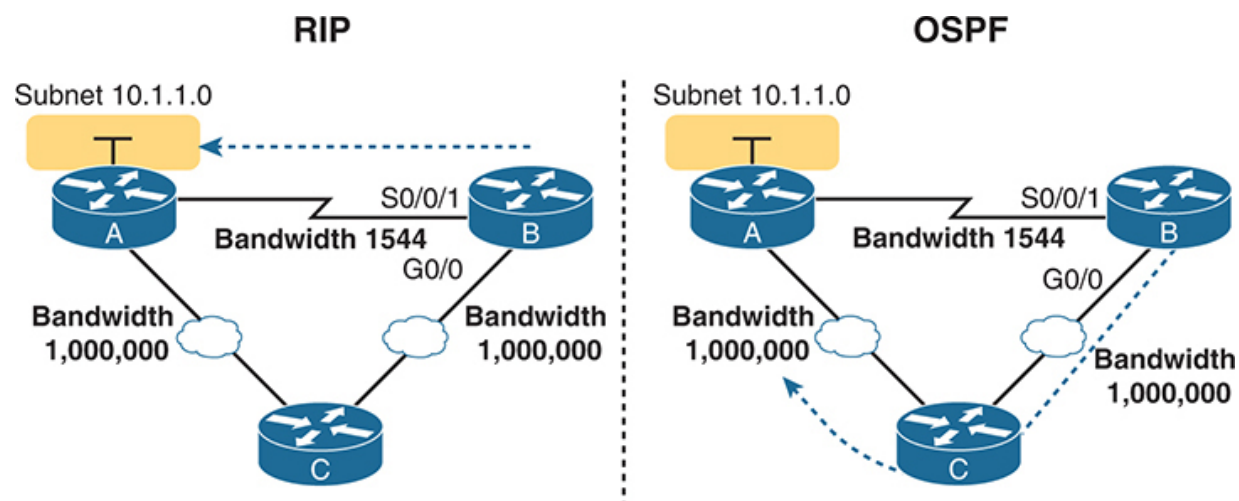 RIP
Subnet 10.1.1.0
S0/0/1
A
Bandwidth 1544
B
G0/0
Bandwidth
1,000,000
Bandwidth
1,000,000
C
OSPF
Subnet 10.1.1.0
S0/0/1
A
Bandwidth 1544
B
G0/0
Bandwidth
1,000,000
Bandwidth
1,000,000
C